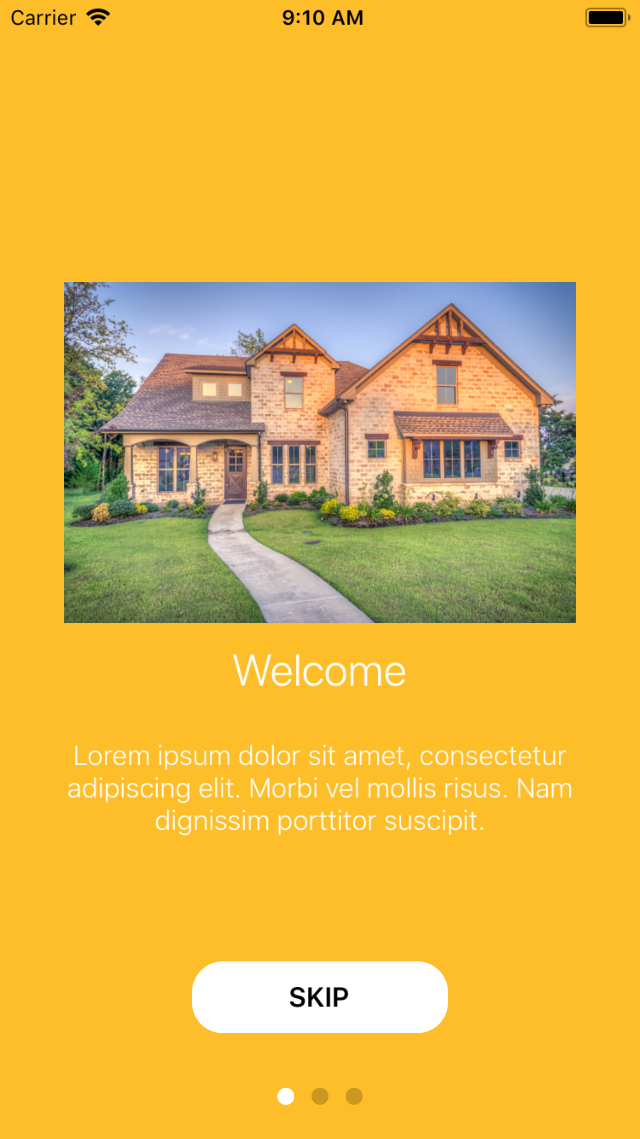 Carrier 9:10 AM
Welcome
Lorem ipsum dolor sit amet, consectetur
adipiscing elit. Morbi vel mollis risus. Nam
dignissim porttitor suscipit.
SKIP